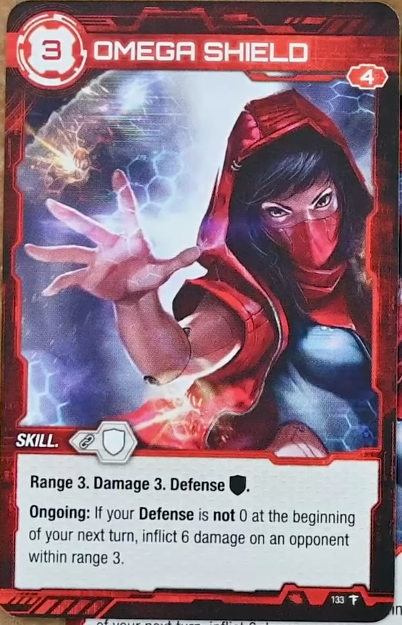 3 OMEGA SHIELD
4
SKILL.
Range 3. Damage 3. Defense.
Ongoing: If your Defense is not 0 at the beginning
of your next turn, inflict 6 damage on an opponent
within range 3.
133